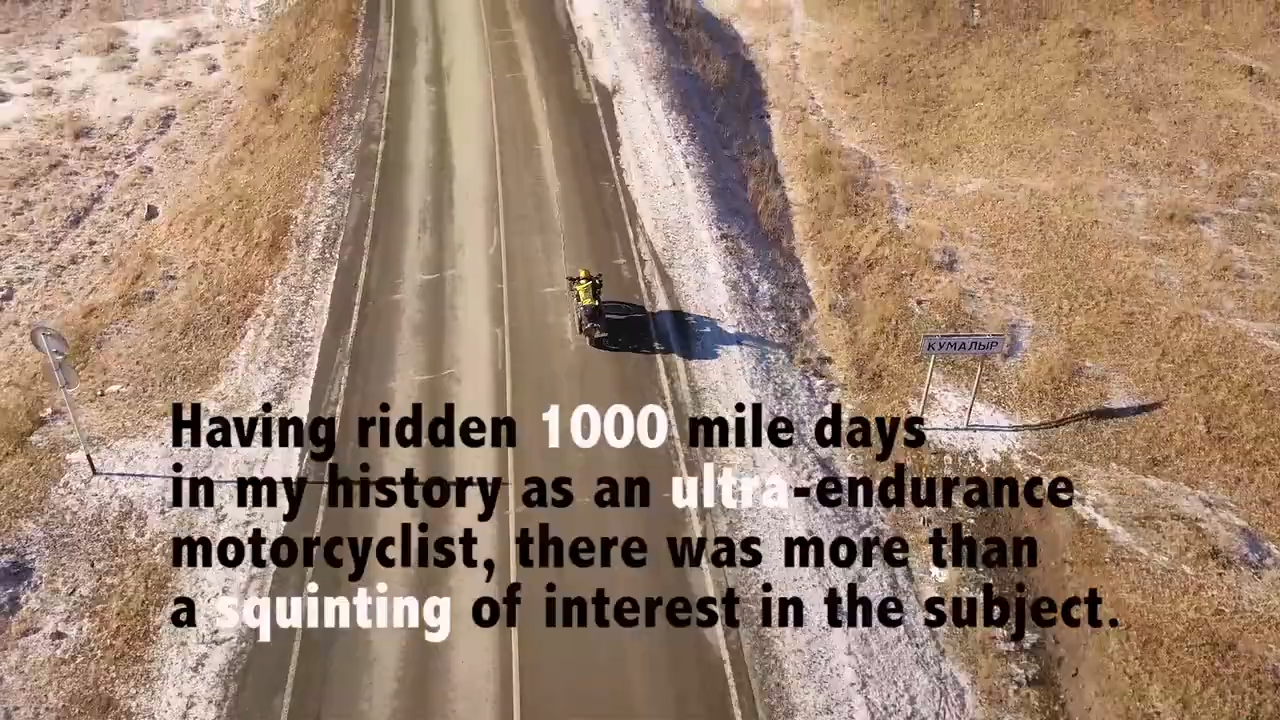 КУМАЛЫР
Having ridden 1000 mile days
in my history as an ultra-endurance
motorcyclist, there was more than
a squinting of interest in the subject.